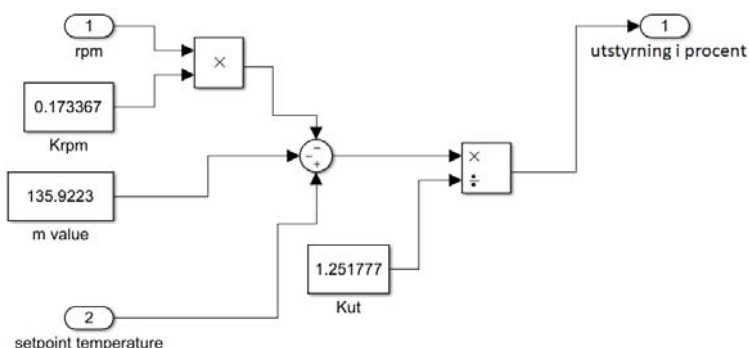 1
rpm
×
0.173367
Krpm
135.9223
m value
−
−
+
2
setpoint temperature
×
÷
1.251777
Kut
1
utstyrning i procent